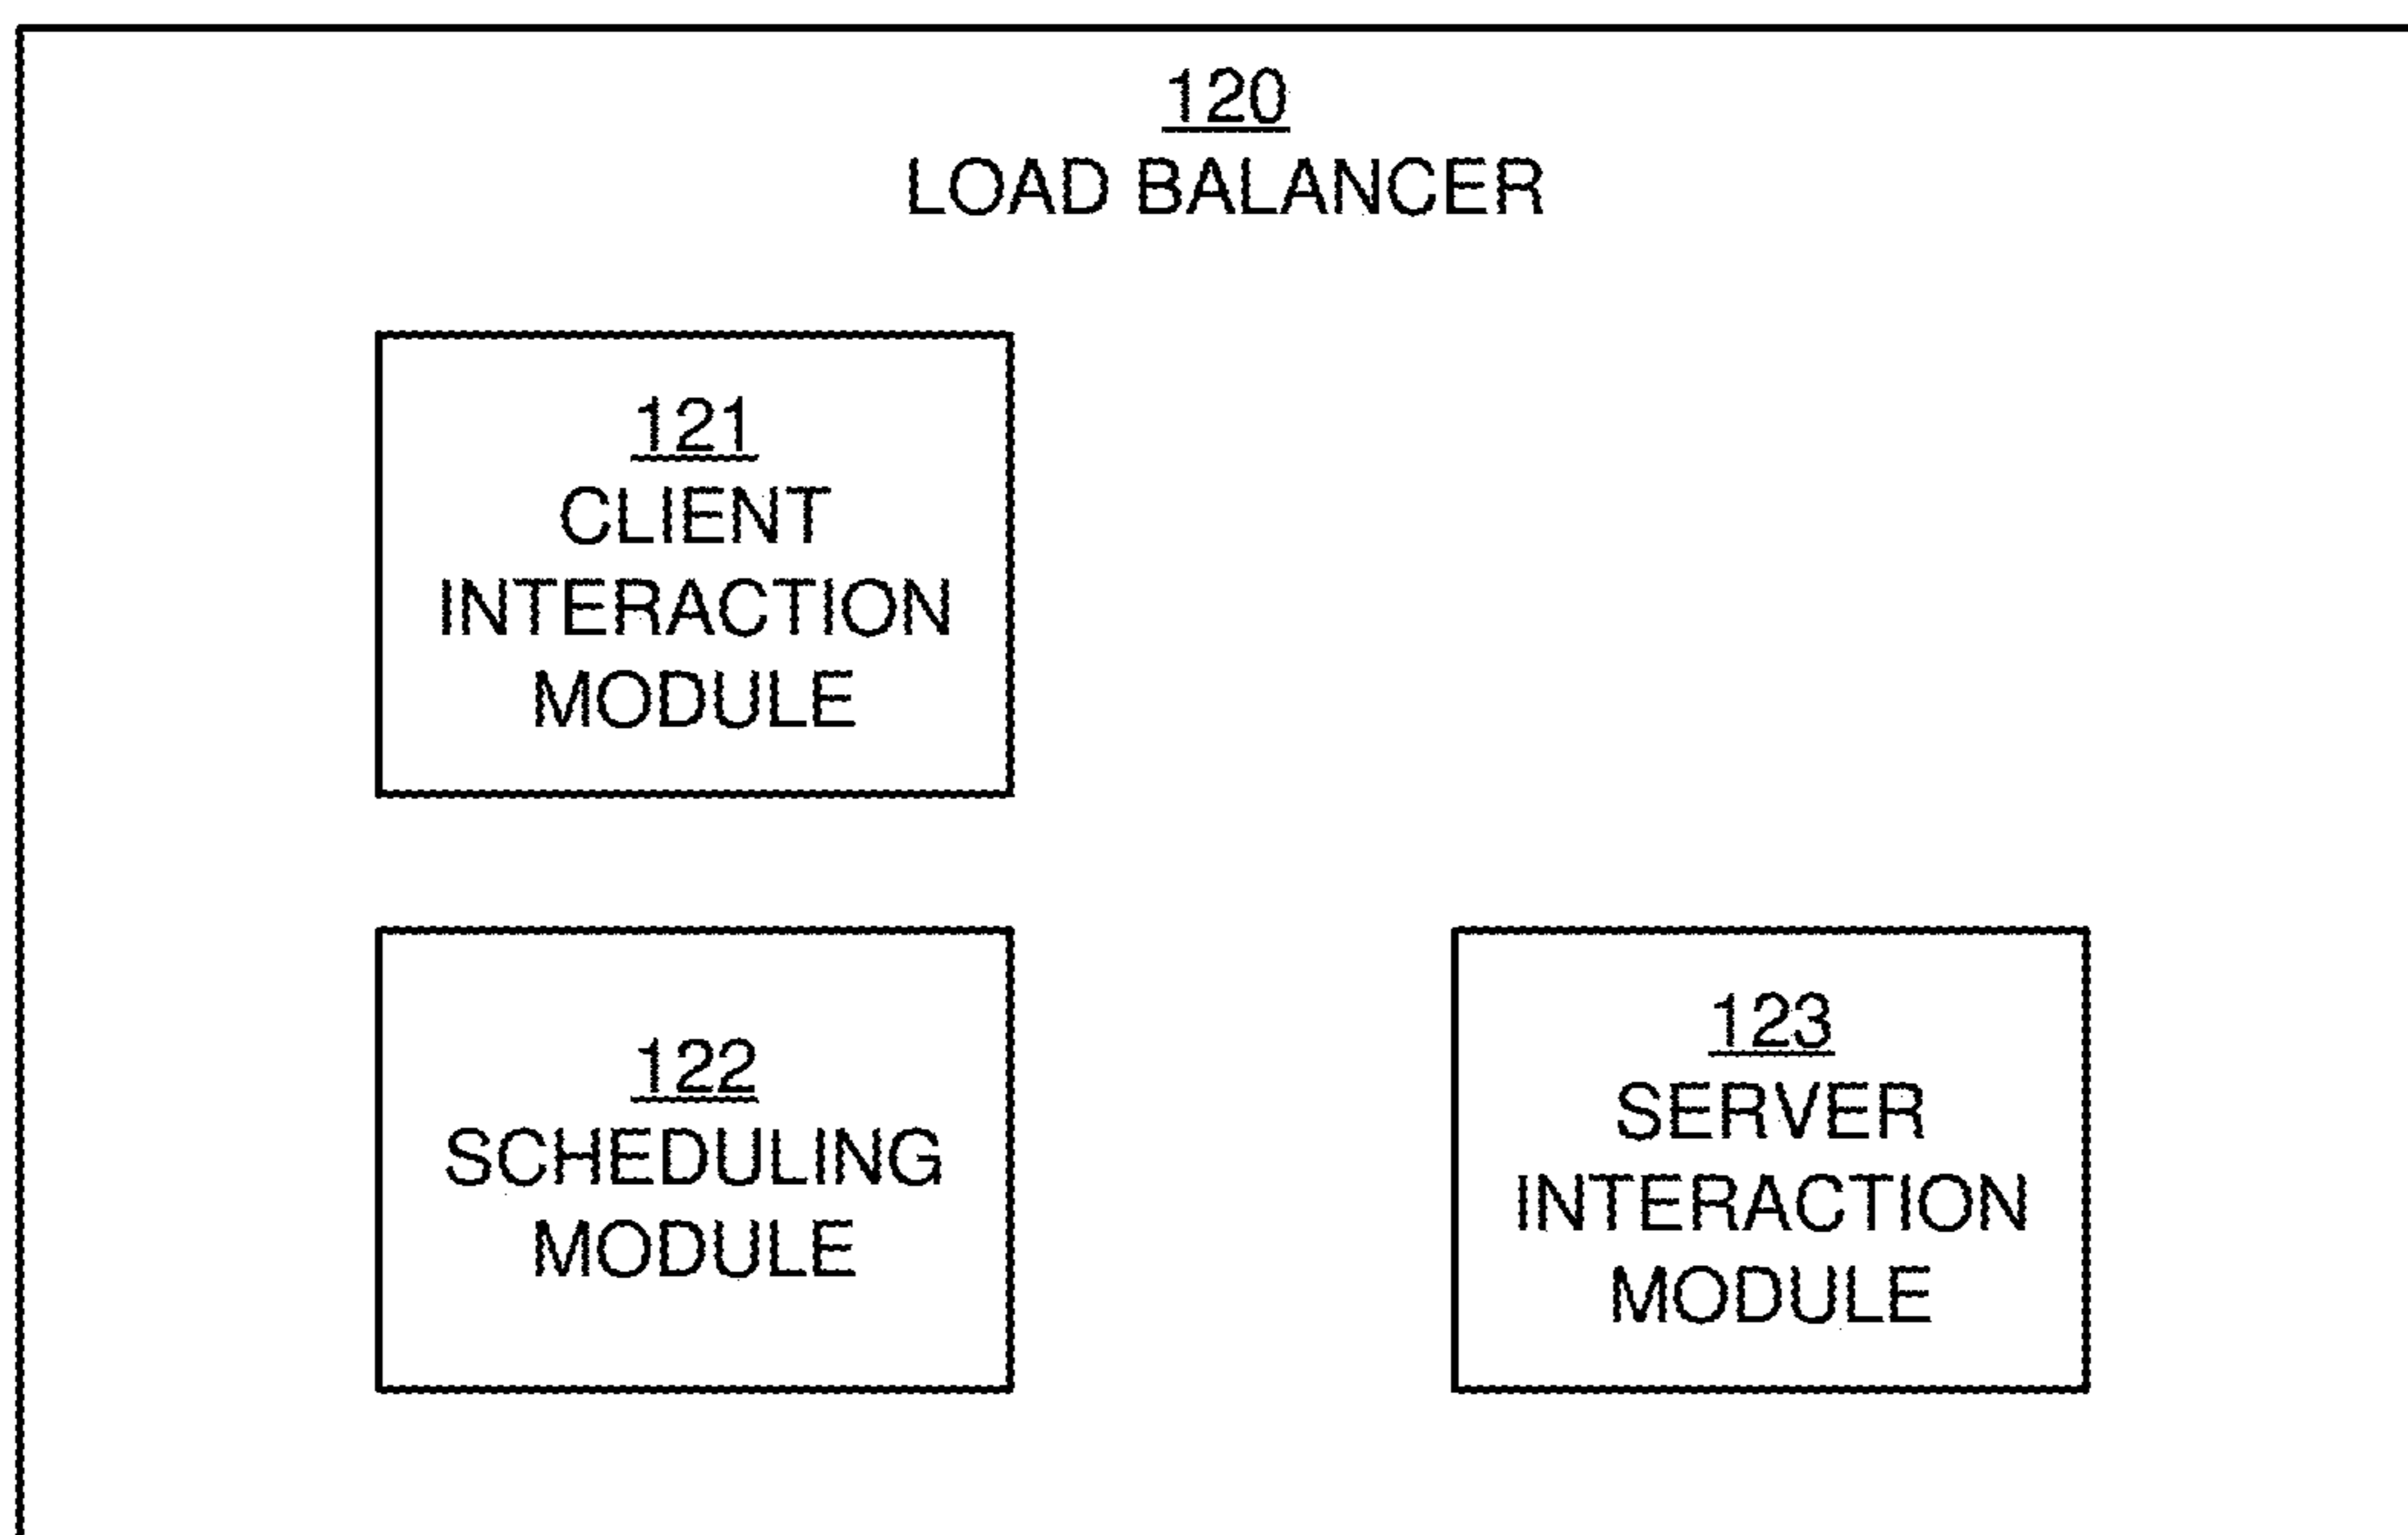 120
LOAD BALANCER
121
CLIENT
INTERACTION
MODULE
122
SCHEDULING
MODULE
123
SERVER
INTERACTION
MODULE